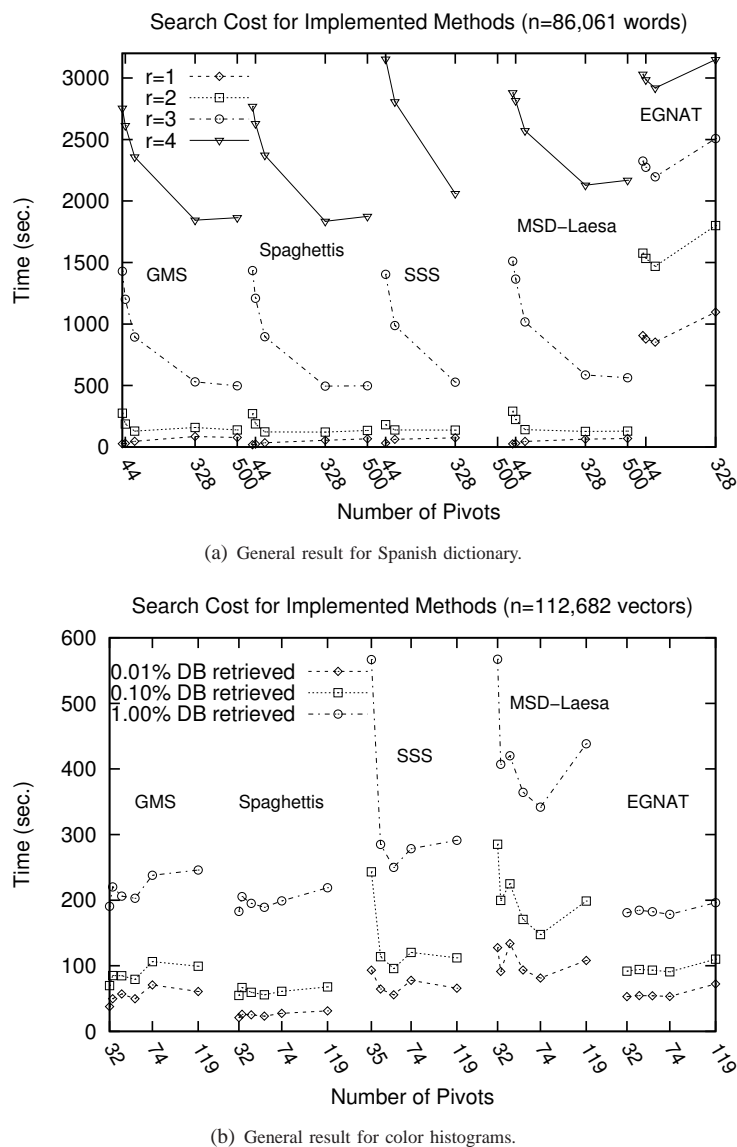 Search Cost for Implemented Methods (n=86,061 words)
3000
2500
2000
1500
1000
500
0
Time (sec.)
r=1
r=2
r=3
r=4
GMS
Spaghettis
SSS
MSD-Laesa
EGNAT
44
328
500
44
328
500
44
328
500
44
328
500
44
328
Number of Pivots
(a) General result for Spanish dictionary.
Search Cost for Implemented Methods (n=112,682 vectors)
600
500
400
300
200
100
0
Time (sec.)
0.01% DB retrieved
0.10% DB retrieved
1.00% DB retrieved
GMS
Spaghettis
SSS
MSD-Laesa
EGNAT
32
74
119
32
74
119
35
74
119
32
74
119
32
74
119
Number of Pivots
(b) General result for color histograms.